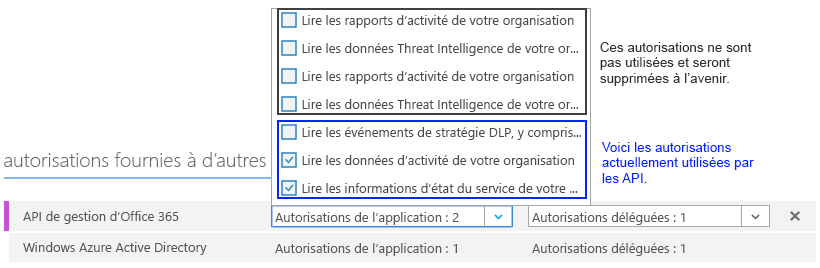 Lire les rapports d'activité de votre organisation
Lire les données Threat Intelligence de votre or...
Lire les rapports d'activité de votre organisation
Lire les données Threat Intelligence de votre or...
Ces autorisations ne sont
pas utilisées et seront
supprimées à l'avenir.
Lire les événements de stratégie DLP, y compris...
Lire les données d'activité de votre organisation
Lire les informations d'état du service de votre ...
Voici les autorisations
actuellement utilisées par
les API.
autorisations fournies à d'autres
API de gestion d'Office 365 Autorisations de l'application : 2 Autorisations déléguées : 1
Windows Azure Active Directory Autorisations de l'application : 1 Autorisations déléguées : 1